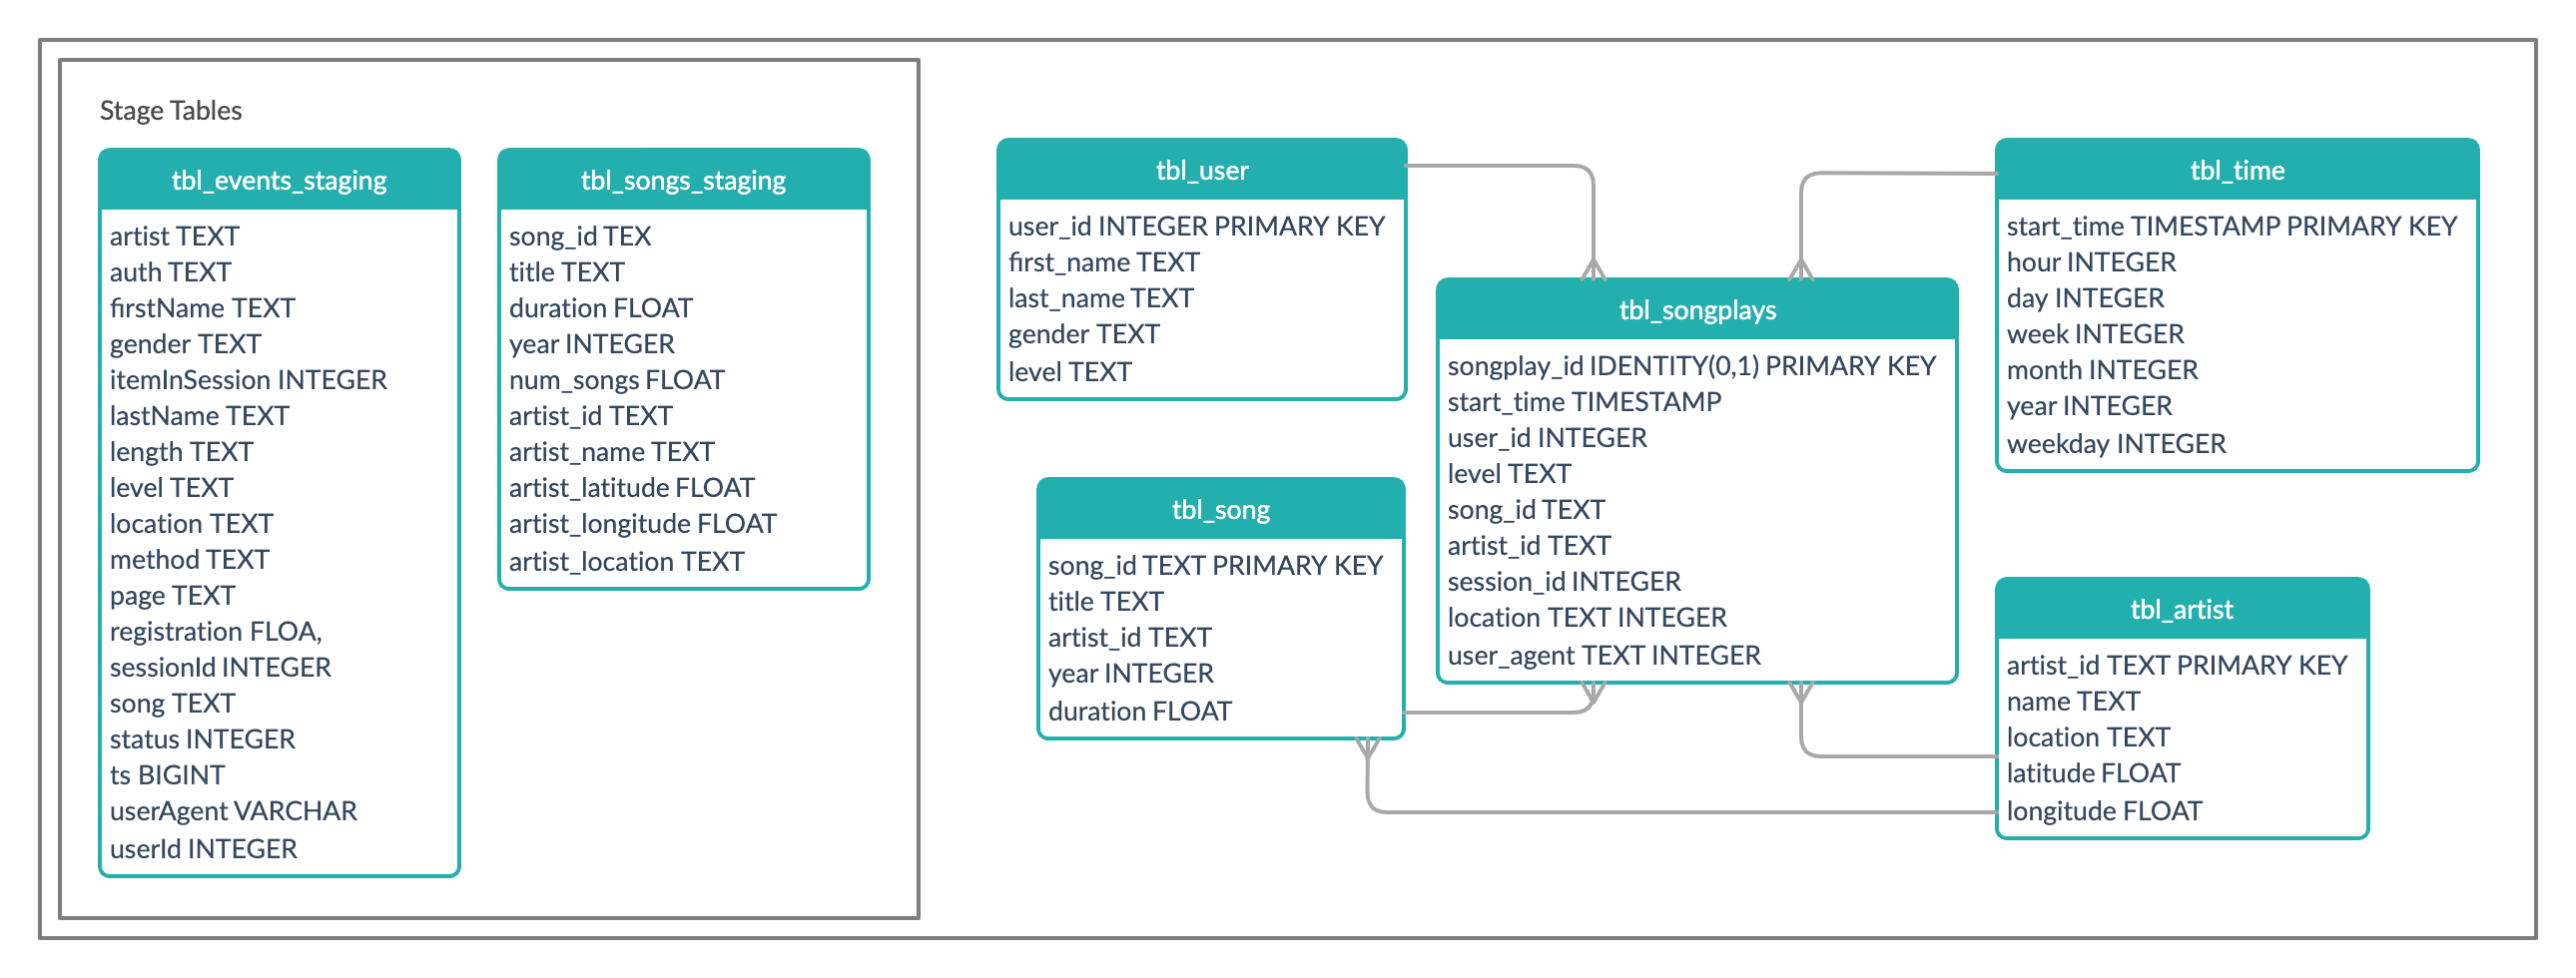 Stage Tables
tbl_events_staging
artist TEXT
auth TEXT
firstName TEXT
gender TEXT
itemInSession INTEGER
lastName TEXT
length TEXT
level TEXT
location TEXT
method TEXT
page TEXT
registration FLOA,
sessionId INTEGER
song TEXT
status INTEGER
ts BIGINT
userAgent VARCHAR
userId INTEGER
tbl_songs_staging
song_id TEX
title TEXT
duration FLOAT
year INTEGER
num_songs FLOAT
artist_id TEXT
artist_name TEXT
artist_latitude FLOAT
artist_longitude FLOAT
artist_location TEXT
tbl_user
user_id INTEGER PRIMARY KEY
first_name TEXT
last_name TEXT
gender TEXT
level TEXT
tbl_song
song_id TEXT PRIMARY KEY
title TEXT
artist_id TEXT
year INTEGER
duration FLOAT
tbl_songplays
songplay_id IDENTITY(0,1) PRIMARY KEY
start_time TIMESTAMP
user_id INTEGER
level TEXT
song_id TEXT
artist_id TEXT
session_id INTEGER
location TEXT INTEGER
user_agent TEXT INTEGER
tbl_time
start_time TIMESTAMP PRIMARY KEY
hour INTEGER
day INTEGER
week INTEGER
month INTEGER
year INTEGER
weekday INTEGER
tbl_artist
artist_id TEXT PRIMARY KEY
name TEXT
location TEXT
latitude FLOAT
longitude FLOAT